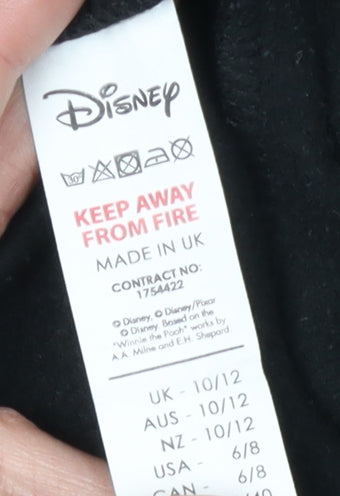 Disney
30°
KEEP AWAY
FROM FIRE
MADE IN UK
CONTRACT NO:
1754422
© Disney, © Disney/Pixar
© Disney Based on the
"Winnie the Pooh" works by
A.A. Milne and E.H. Shepard
UK - 10/12
AUS - 10/12
NZ - 10/12
USA - 6/8
CAN - 6/8